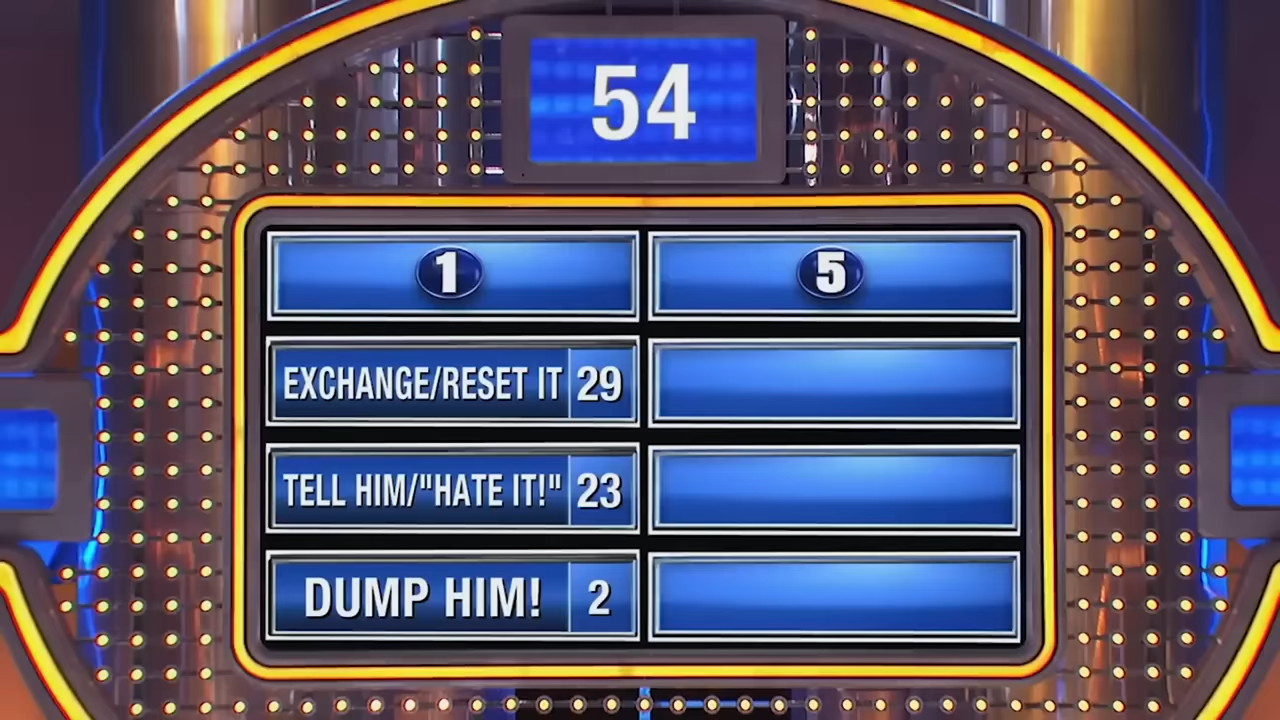 54
1
5
EXCHANGE/RESET IT 29
TELL HIM/"HATE IT!" 23
DUMP HIM! 2